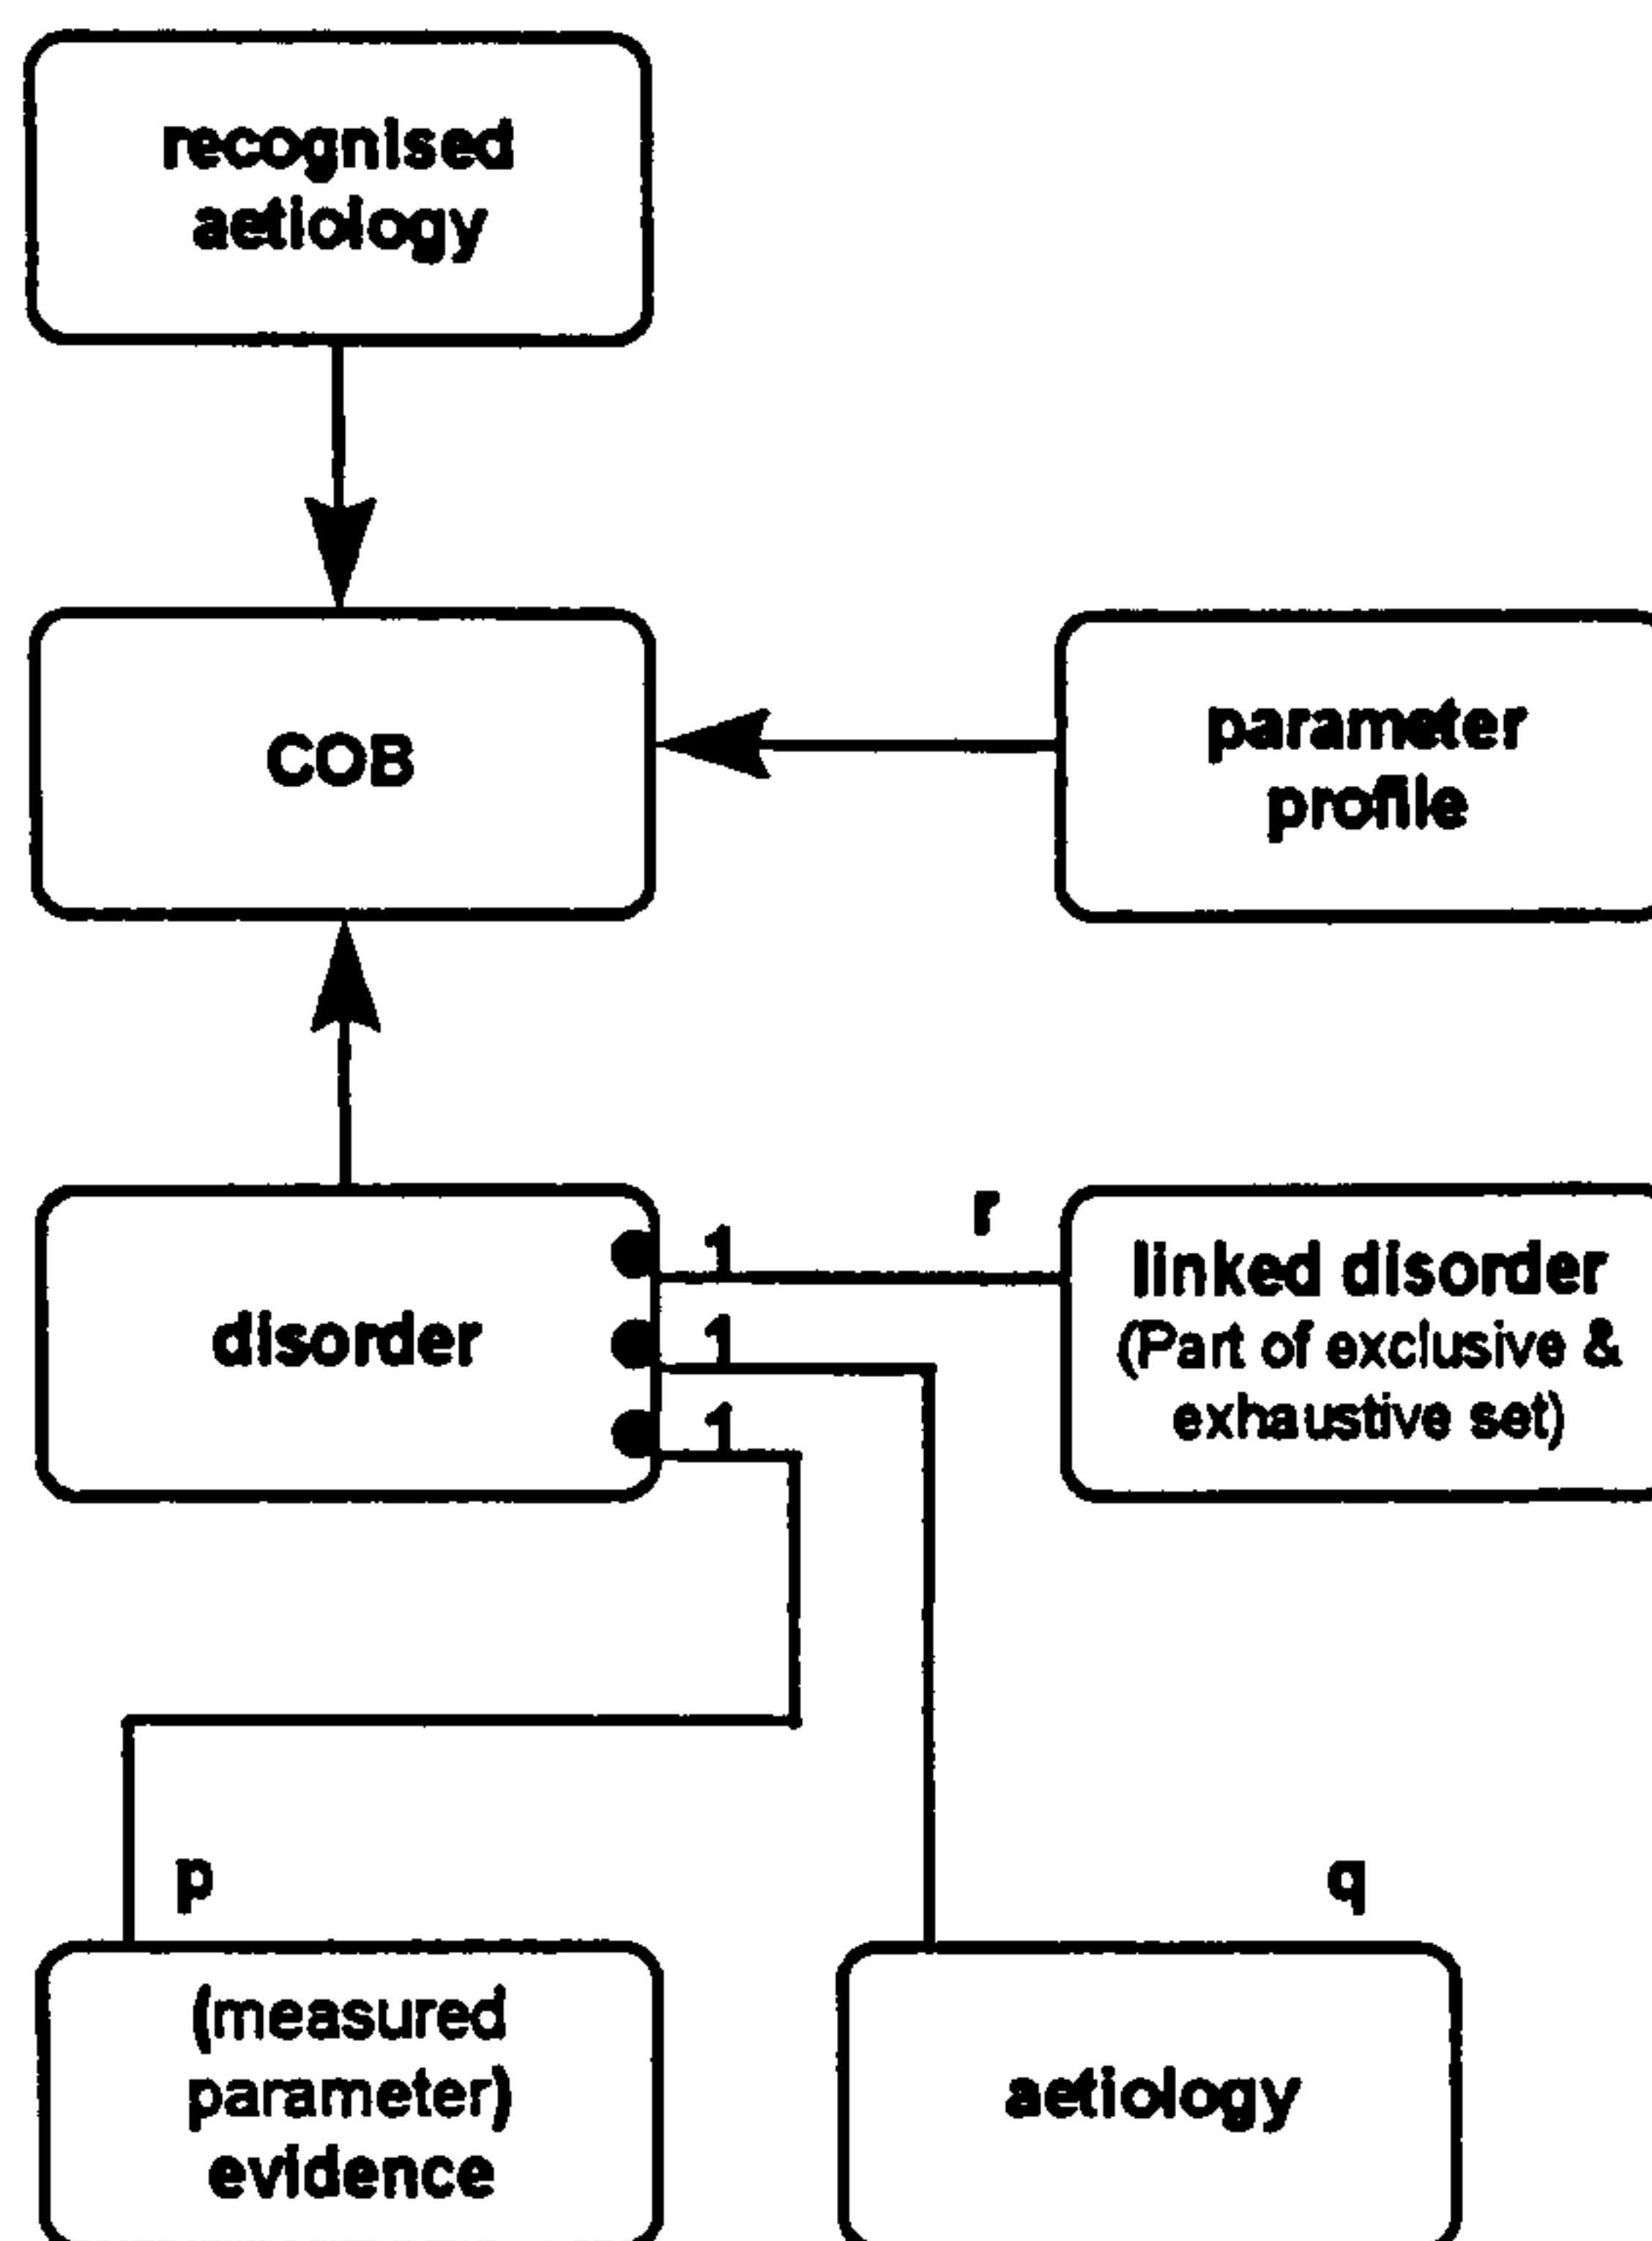 recognised
aetiology
COB
parameter
profile
disorder
1
r
linked disorder
(Part of exclusive &
exhaustive set)
1
1
p
q
(measured
parameter)
evidence
aetiology